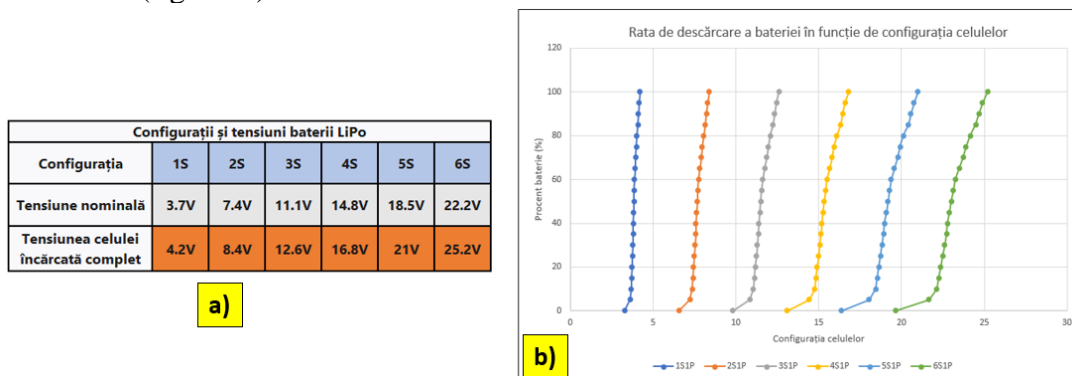 Configurații și tensiuni baterii LiPo
Configurația 1S 2S 3S 4S 5S 6S
Tensiune nominală 3.7V 7.4V 11.1V 14.8V 18.5V 22.2V
Tensiunea celulei
încărcată complet 4.2V 8.4V 12.6V 16.8V 21V 25.2V
a)
Rata de descărcare a bateriei în funcție de configurația celulelor
Procent baterie (%)
120
100
80
60
40
20
0
0 5 10 15 20 25 30
Configurația celulelor
1S1P 2S1P 3S1P 4S1P 5S1P 6S1P
b)